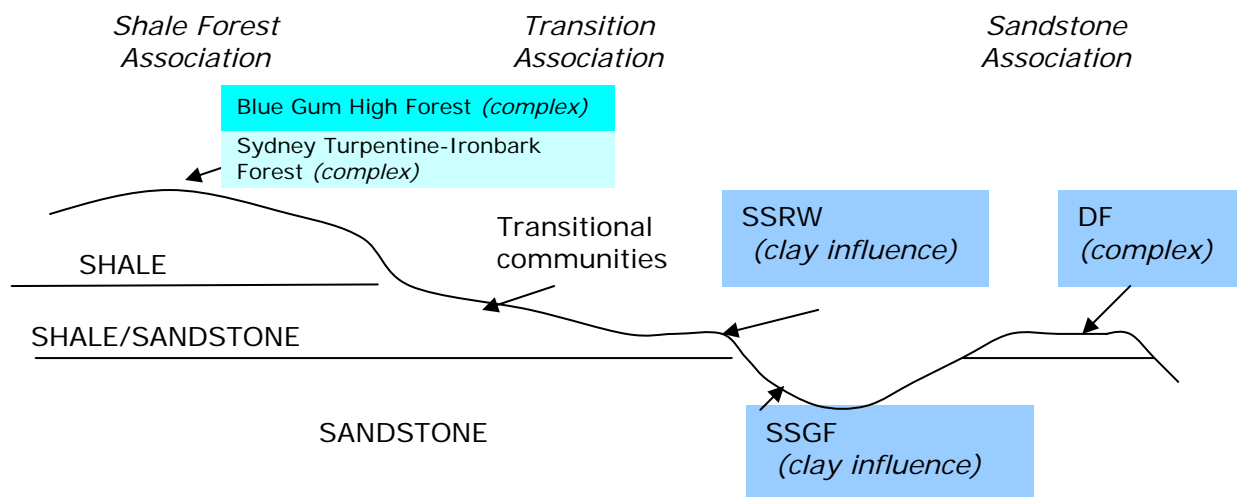 Shale Forest
Association
Transition
Association
Sandstone
Association
Blue Gum High Forest (complex)
Sydney Turpentine-Ironbark
Forest (complex)
Transitional
communities
SSRW
(clay influence)
DF
(complex)
SHALE
SHALE/SANDSTONE
SANDSTONE
SSGF
(clay influence)